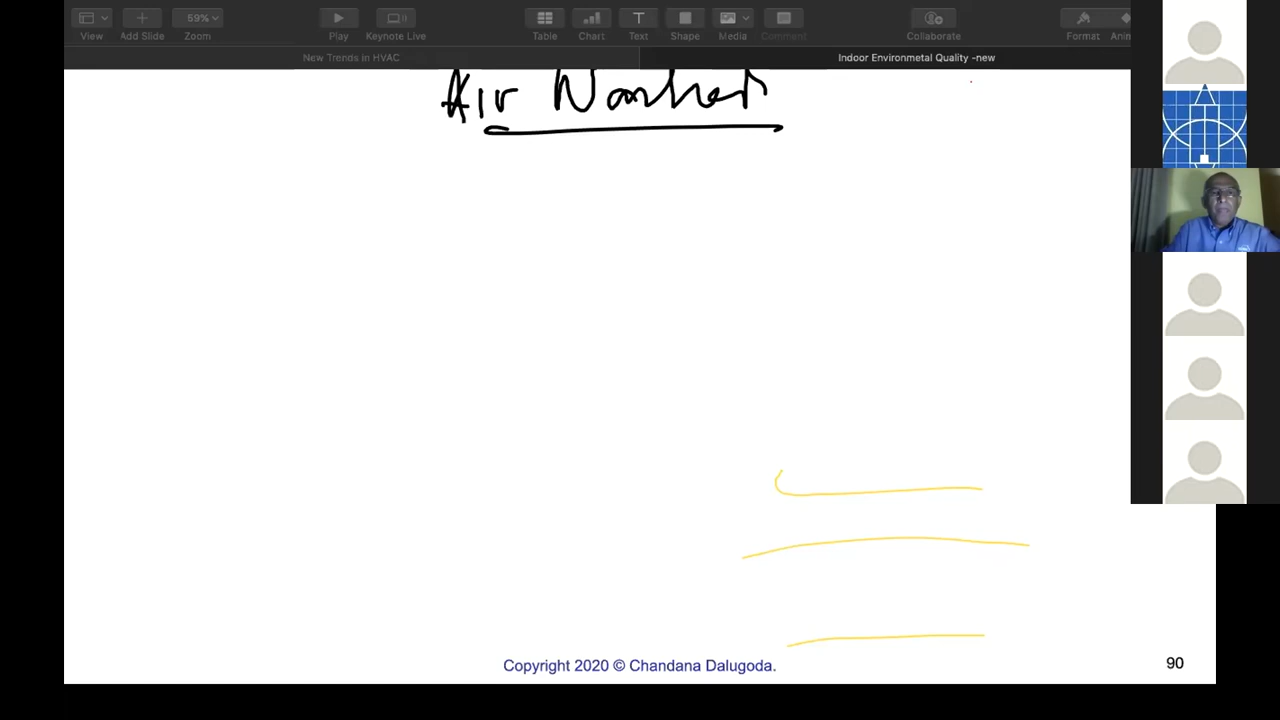 View Add Slide 59% Zoom Play Keynote Live Table Chart Text Shape Media Comment Collaborate Format
New Trends in HVAC Indoor Environmetal Quality -new
Air
Copyright 2020 © Chandana Dalugoda.
90